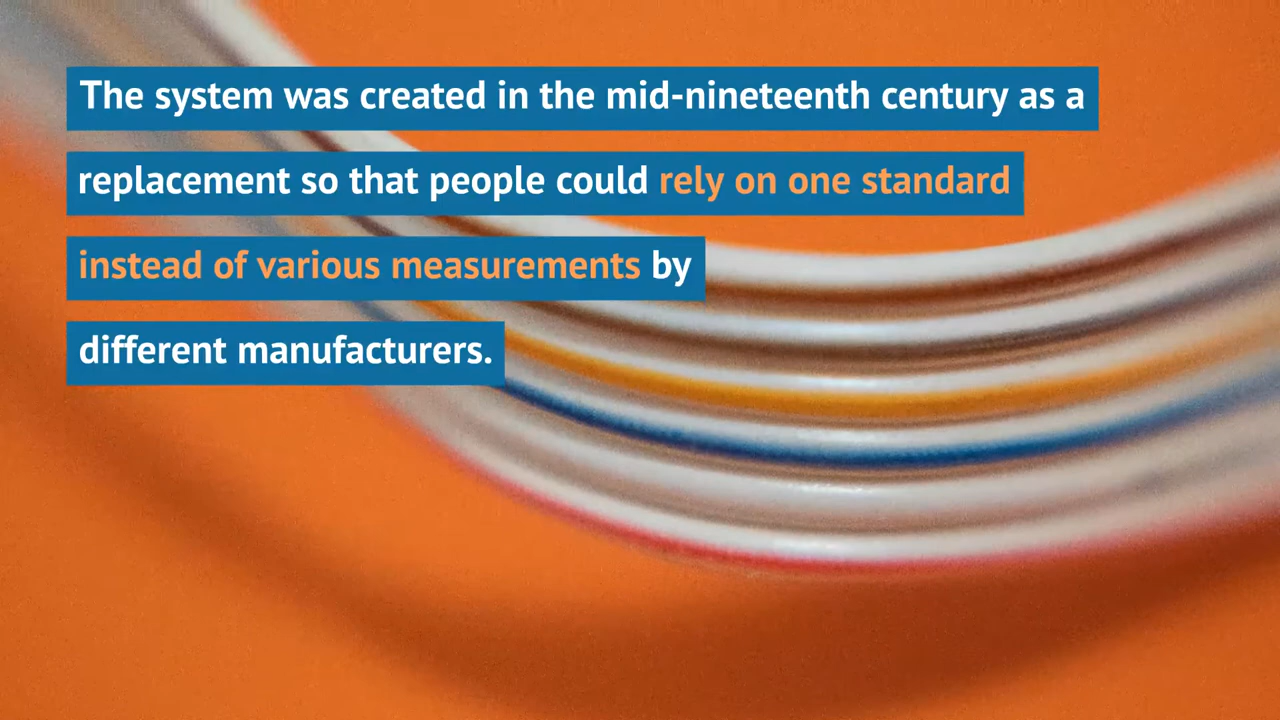 The system was created in the mid-nineteenth century as a
replacement so that people could rely on one standard
instead of various measurements by
different manufacturers.